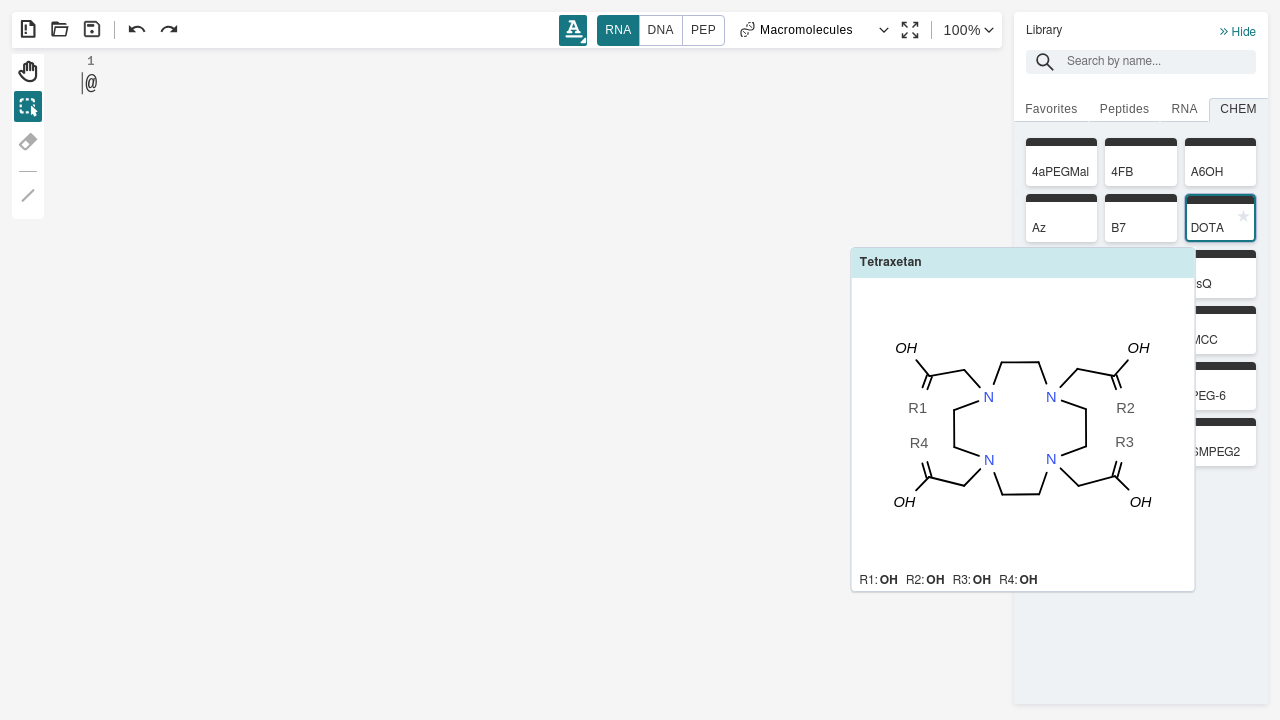 A RNA DNA PEP Macromolecules 100%
1
@
Library Hide
Search by name...
Favorites Peptides RNA CHEM
4aPEGMal 4FB A6OH
Az B7 DOTA
Tetraxetan
sQ
MCC
PEG-6
SMPEG2
OH OH
N N
R1 R2
R4 R3
N N
OH OH
R1: OH R2: OH R3: OH R4: OH